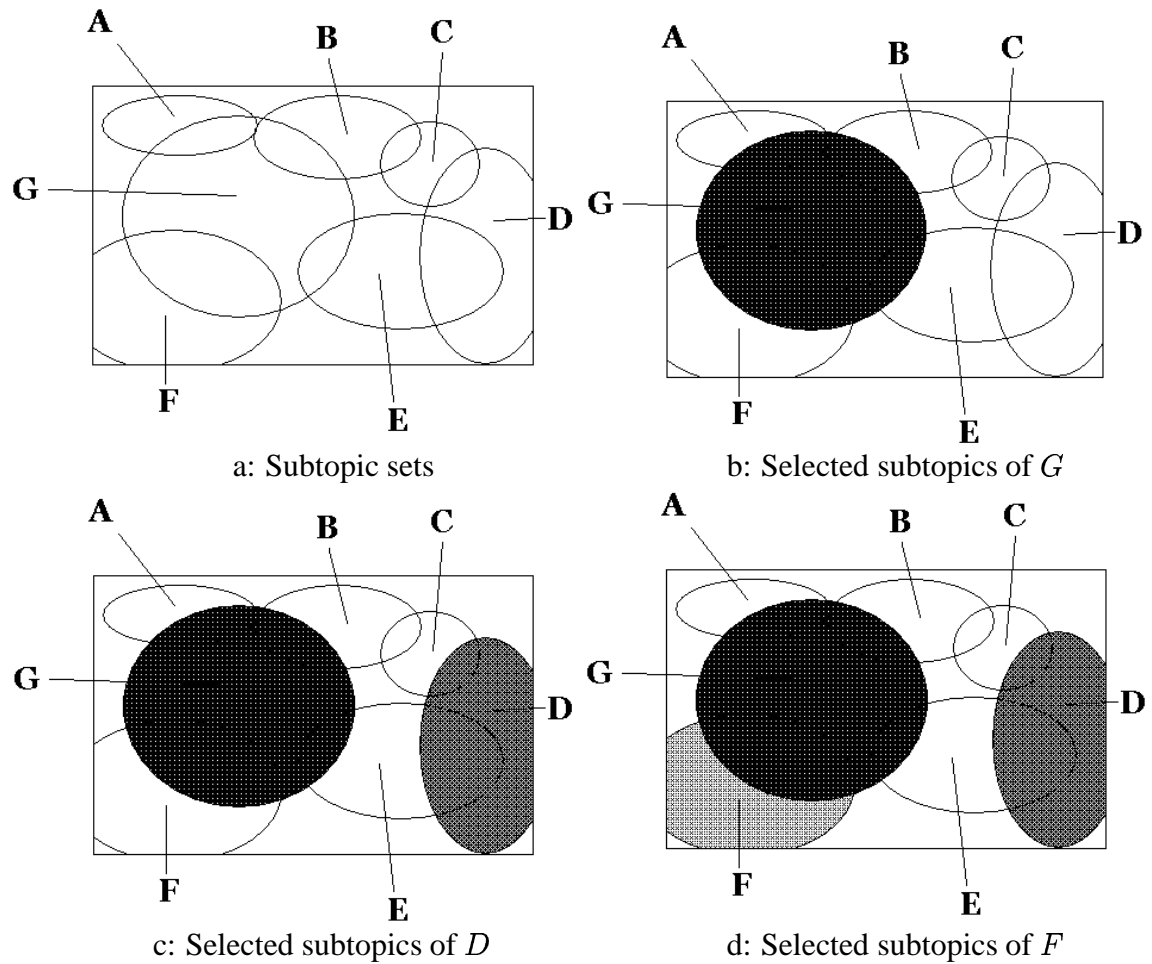 A
B
C
G
D
F
E
a: Subtopic sets
A
B
C
G
D
F
E
b: Selected subtopics of G
A
B
C
G
D
F
E
c: Selected subtopics of D
A
B
C
G
D
F
E
d: Selected subtopics of F